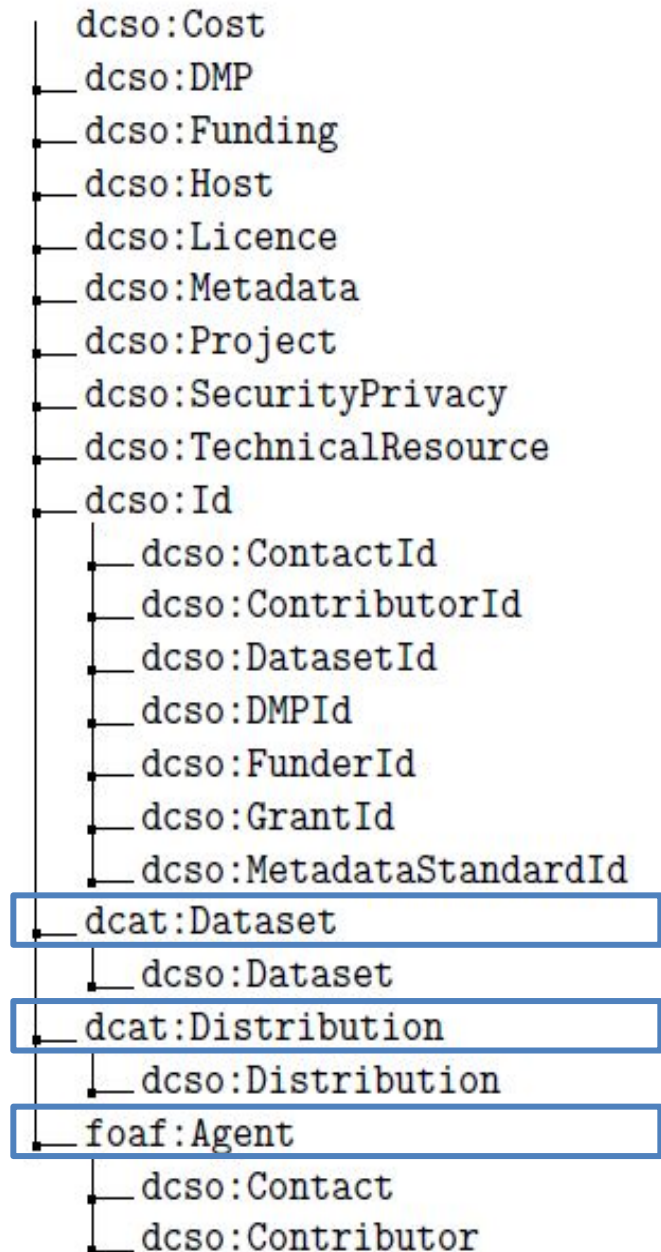 dcso:Cost
dcso:DMP
dcso:Funding
dcso:Host
dcso:Licence
dcso:Metadata
dcso:Project
dcso:SecurityPrivacy
dcso:TechnicalResource
dcso:Id
dcso:ContactId
dcso:ContributorId
dcso:DatasetId
dcso:DMPId
dcso:FunderId
dcso:GrantId
dcso:MetadataStandardId
dcat:Dataset
dcso:Dataset
dcat:Distribution
dcso:Distribution
foaf:Agent
dcso:Contact
dcso:Contributor